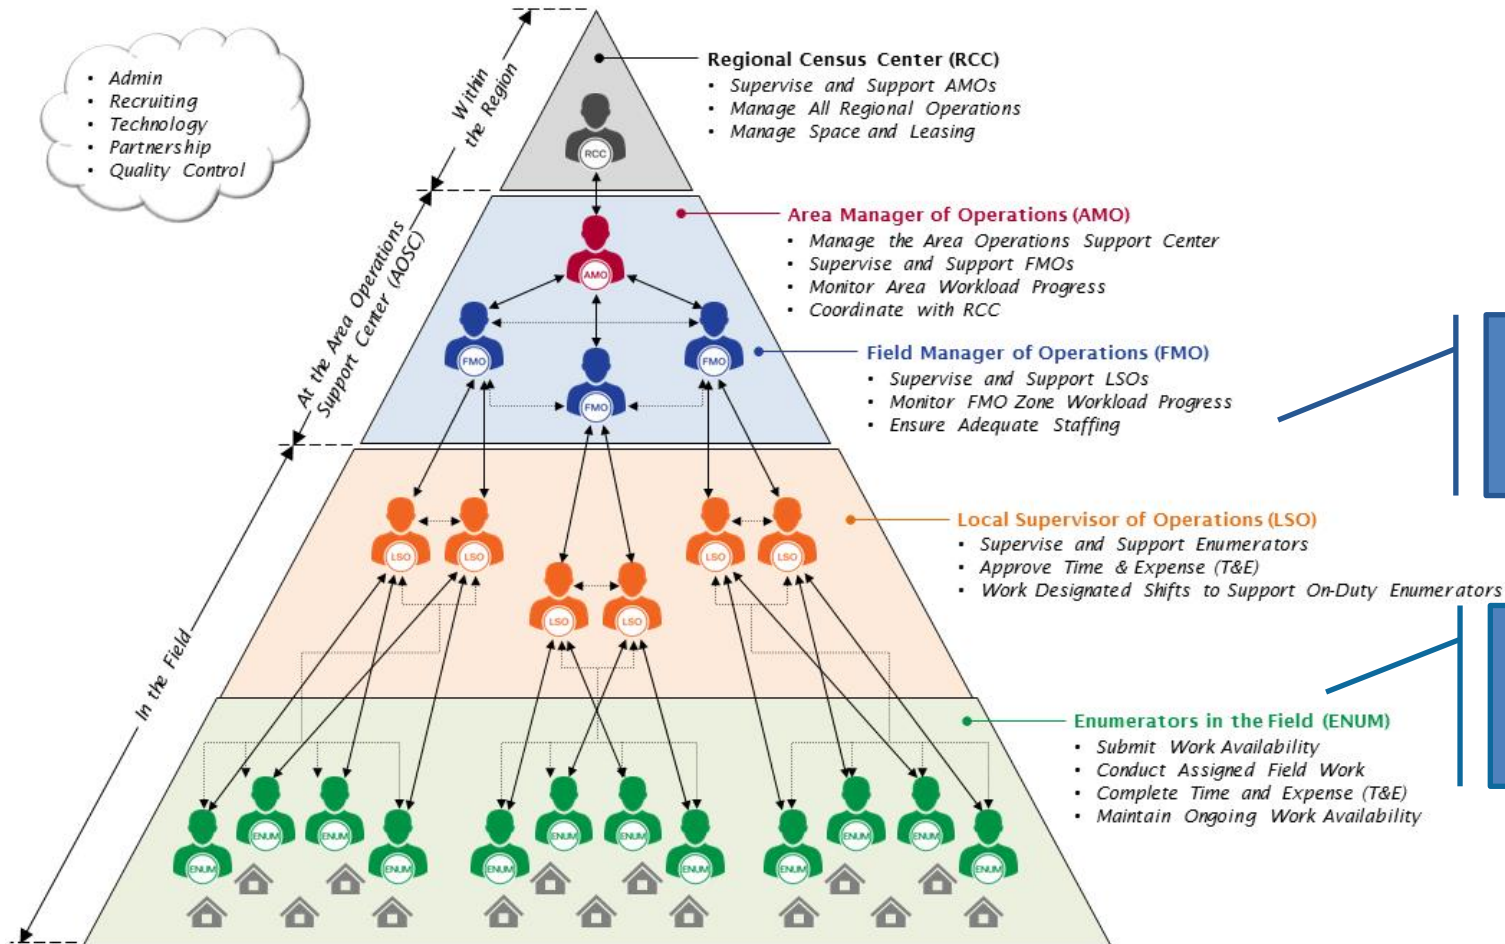 • Admin
• Recruiting
• Technology
• Partnership
• Quality Control
Within
the Region
Regional Census Center (RCC)
• Supervise and Support AMOs
• Manage All Regional Operations
• Manage Space and Leasing
RCC
At the Area Operations
Support Center (AOSC)
Area Manager of Operations (AMO)
• Manage the Area Operations Support Center
• Supervise and Support FMOs
• Monitor Area Workload Progress
• Coordinate with RCC
AMO
Field Manager of Operations (FMO)
• Supervise and Support LSOs
• Monitor FMO Zone Workload Progress
• Ensure Adequate Staffing
FMO
FMO
FMO
In the Field
Local Supervisor of Operations (LSO)
• Supervise and Support Enumerators
• Approve Time & Expense (T&E)
• Work Designated Shifts to Support On-Duty Enumerators
LSO
LSO
LSO
LSO
LSO
LSO
Enumerators in the Field (ENUM)
• Submit Work Availability
• Conduct Assigned Field Work
• Complete Time and Expense (T&E)
• Maintain Ongoing Work Availability
ENUM
ENUM
ENUM
ENUM
ENUM
ENUM
ENUM
ENUM
ENUM
ENUM
ENUM
ENUM